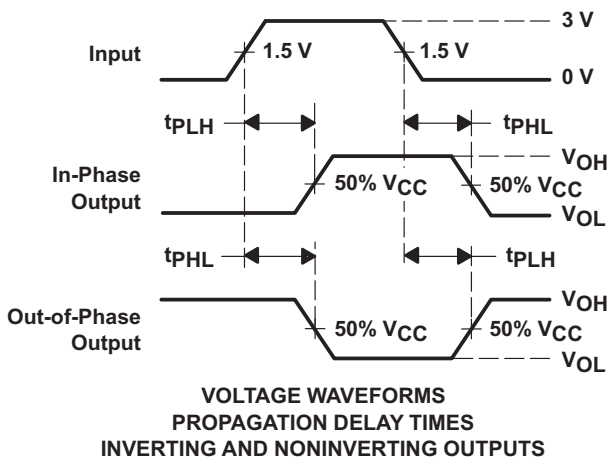 3 V
Input
1.5 V
1.5 V
0 V
tPLH
tPHL
In-Phase
Output
VOH
50% VCC
50% VCC
VOL
tPHL
tPLH
Out-of-Phase
Output
VOH
50% VCC
50% VCC
VOL
VOLTAGE WAVEFORMS
PROPAGATION DELAY TIMES
INVERTING AND NONINVERTING OUTPUTS